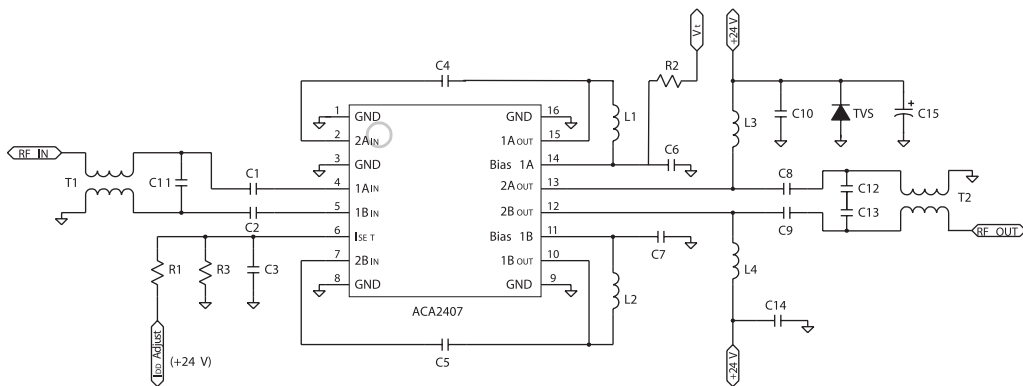 Vt
+24 V
C4
R2
1
GND
16
GND
L1
L3
C10
TVS
+
C15
2
2AIN
15
1AOUT
RF IN
3
GND
14
Bias 1A
C6
T1
C11
C1
4
1AIN
13
2AOUT
C8
C12
T2
5
1BIN
12
2BOUT
C13
C2
C9
RF OUT
6
ISET
11
Bias 1B
C7
R1
R3
C3
7
2BIN
10
1BOUT
L4
8
GND
9
GND
L2
ACA2407
C14
IDD Adjust
(+24 V)
C5
+24 V